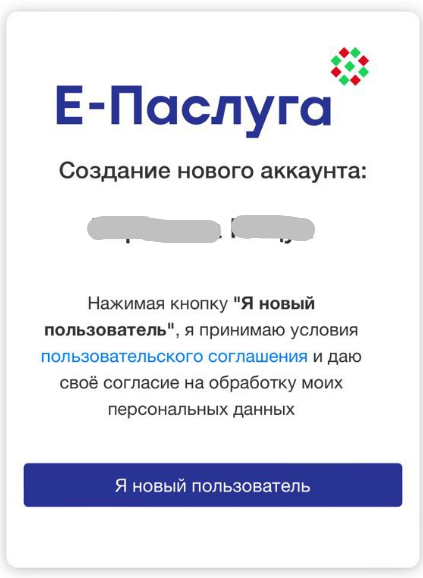 Е-Паслуга
Создание нового аккаунта:
Нажимая кнопку "Я новый
пользователь", я принимаю условия
пользовательского соглашения и даю
своё согласие на обработку моих
персональных данных
Я новый пользователь